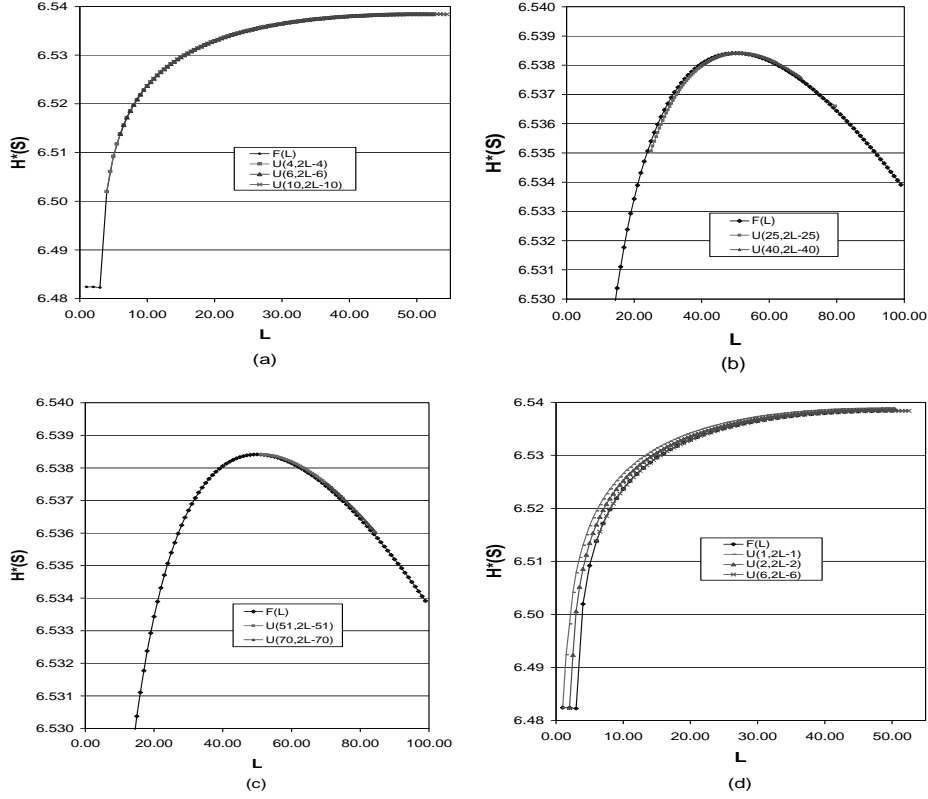 6.54
6.53
6.52
6.51
6.50
6.49
6.48
H*(S)
F(L)
U(4,2L-4)
U(6,2L-6)
U(10,2L-10)
0.00 10.00 20.00 30.00 40.00 50.00
L
(a)
6.540
6.539
6.538
6.537
6.536
6.535
6.534
6.533
6.532
6.531
6.530
H*(S)
F(L)
U(25,2L-25)
U(40,2L-40)
0.00 20.00 40.00 60.00 80.00 100.00
L
(b)
6.540
6.539
6.538
6.537
6.536
6.535
6.534
6.533
6.532
6.531
6.530
H*(S)
F(L)
U(51,2L-51)
U(70,2L-70)
0.00 20.00 40.00 60.00 80.00 100.00
L
(c)
6.54
6.53
6.52
6.51
6.50
6.49
6.48
H*(S)
F(L)
U(1,2L-1)
U(2,2L-2)
U(6,2L-6)
0.00 10.00 20.00 30.00 40.00 50.00
L
(d)